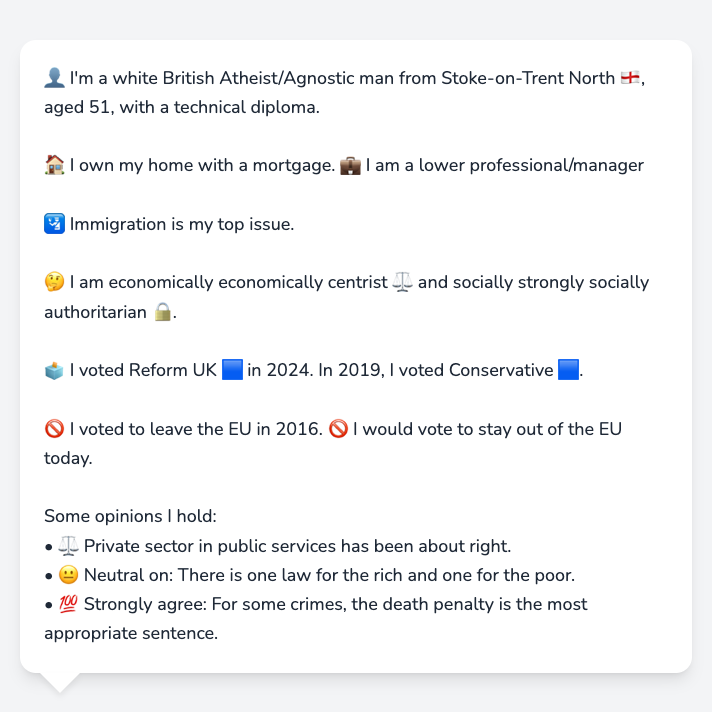 👤 I'm a white British Atheist/Agnostic man from Stoke-on-Trent North 🏴󠁧󠁢󠁥󠁮󠁧󠁿,
aged 51, with a technical diploma.
🏠 I own my home with a mortgage. 💼 I am a lower professional/manager
🛂 Immigration is my top issue.
🤔 I am economically economically centrist ⚖️ and socially strongly socially
authoritarian 🔒.
🗳️ I voted Reform UK 🟦 in 2024. In 2019, I voted Conservative 🟦.
🚫 I voted to leave the EU in 2016. 🚫 I would vote to stay out of the EU
today.
Some opinions I hold:
• ⚖️ Private sector in public services has been about right.
• 😐 Neutral on: There is one law for the rich and one for the poor.
• 💯 Strongly agree: For some crimes, the death penalty is the most
appropriate sentence.